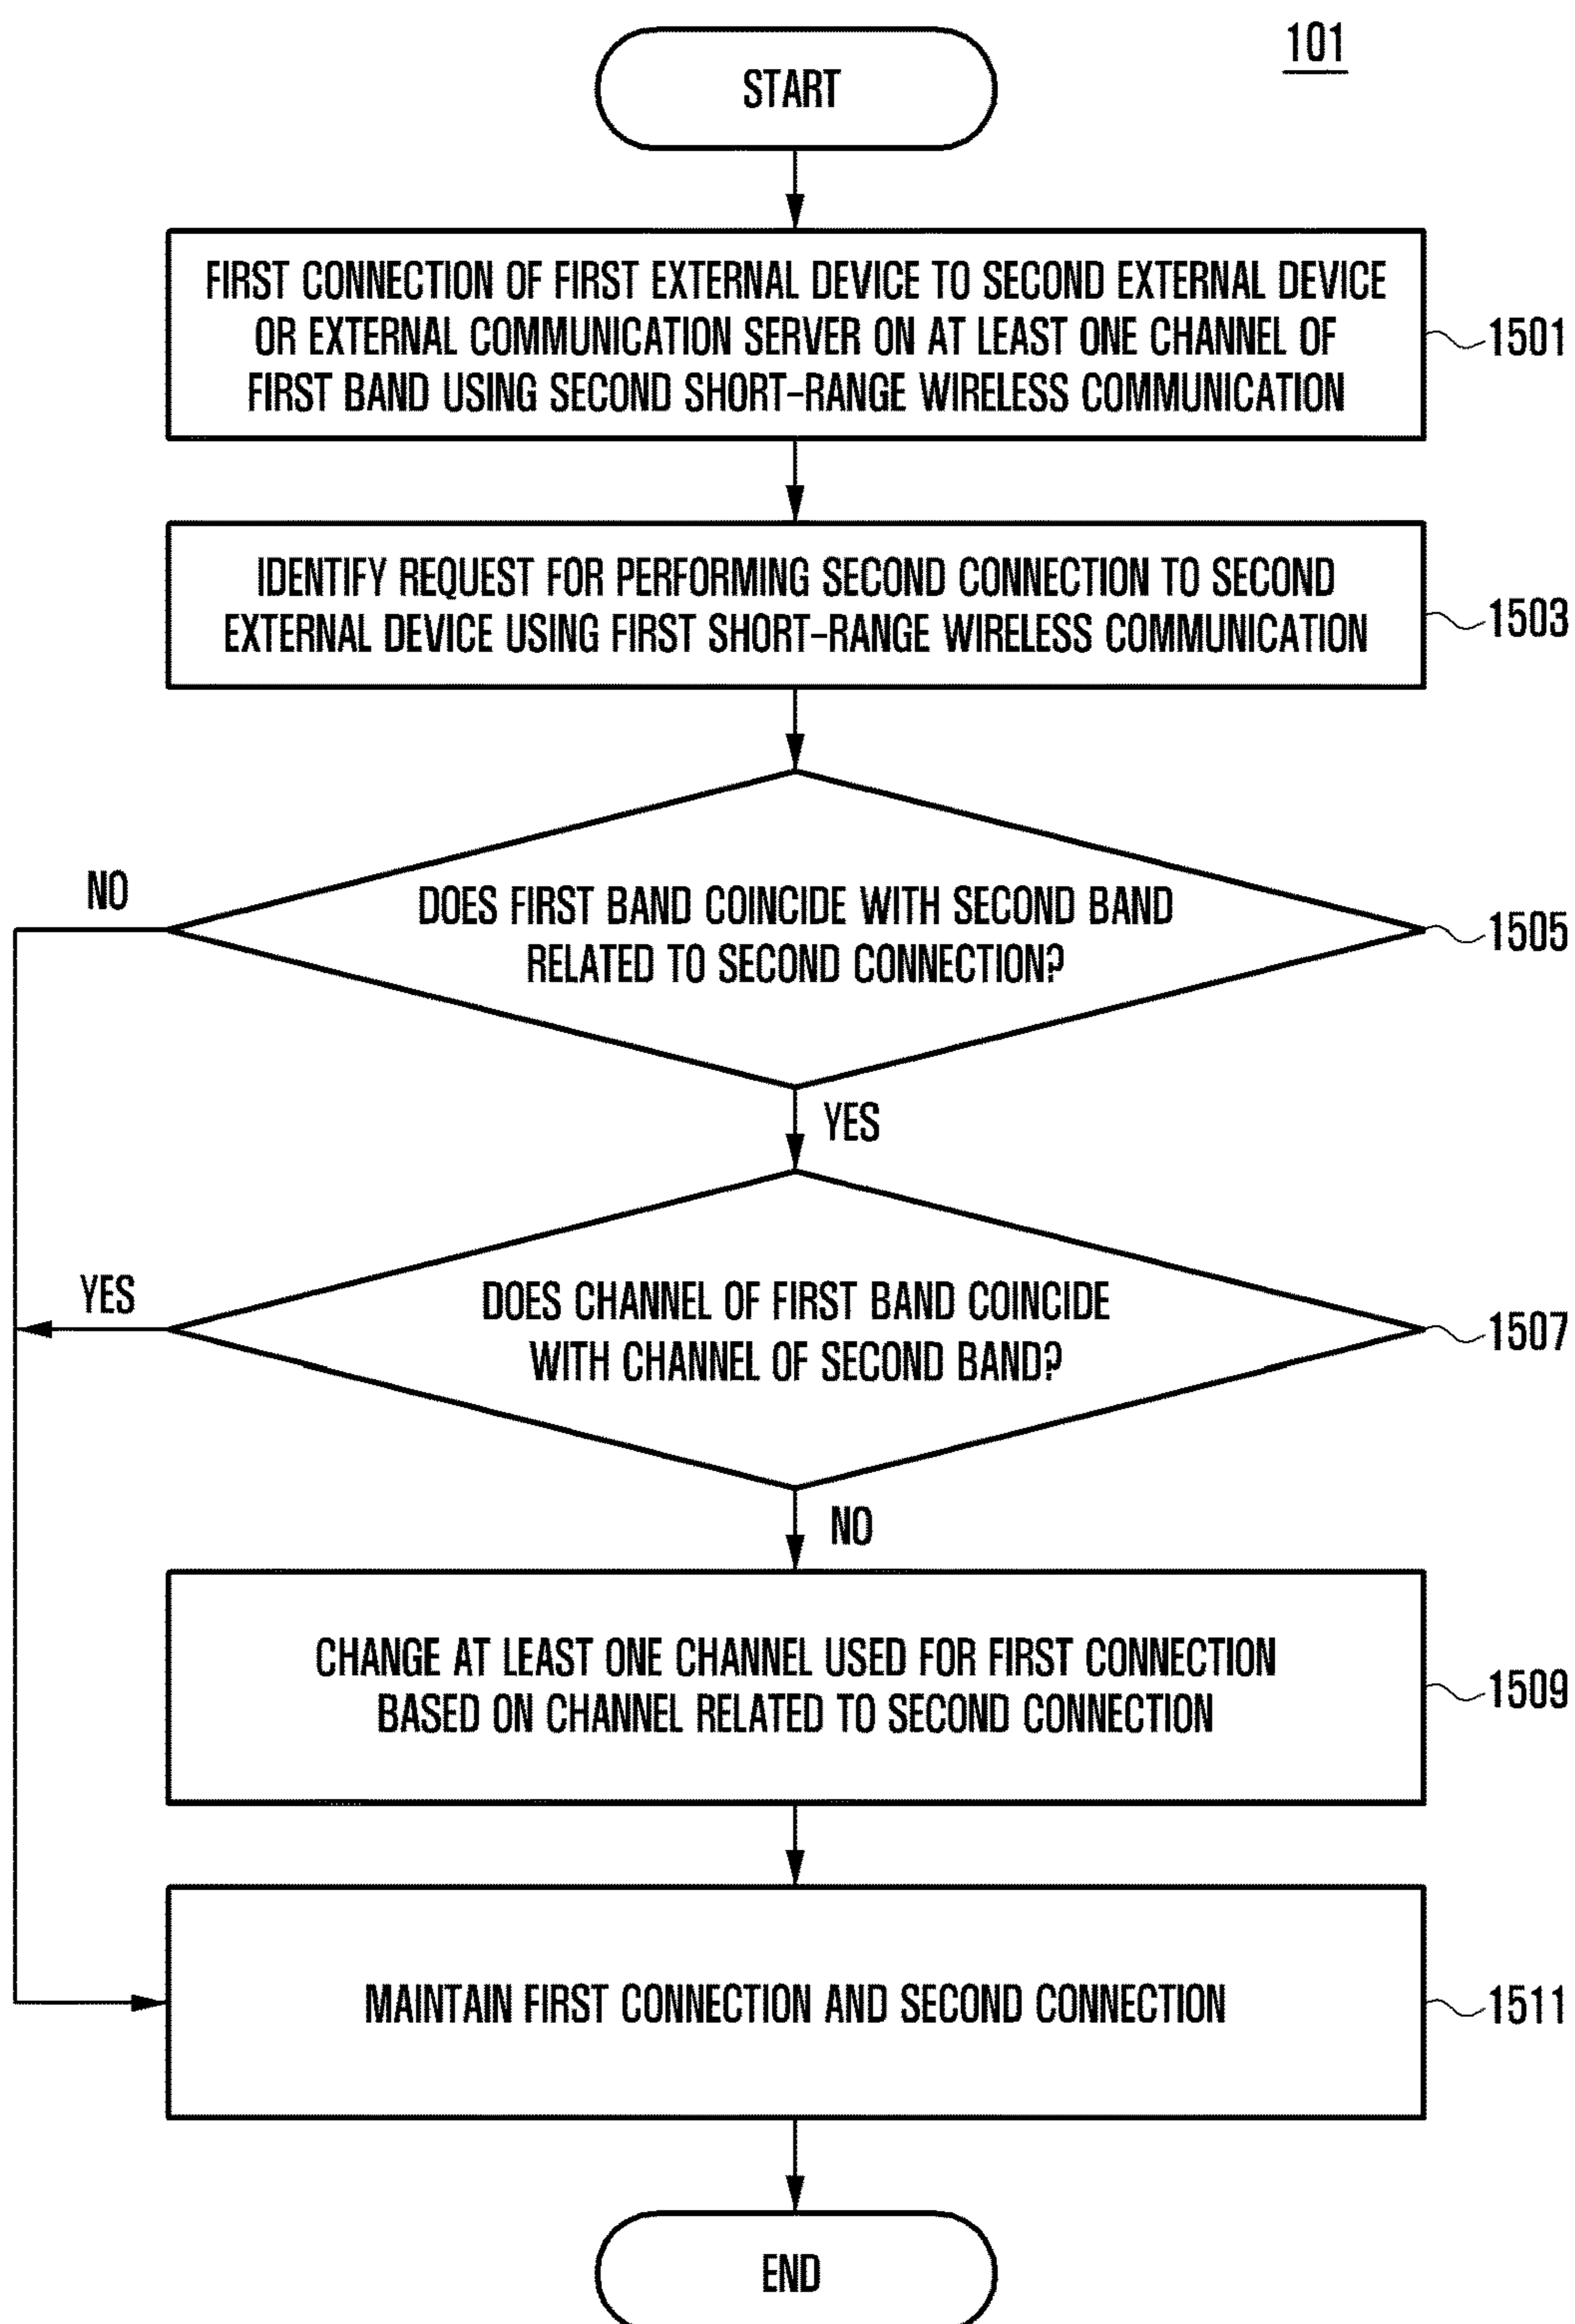 101
START
FIRST CONNECTION OF FIRST EXTERNAL DEVICE TO SECOND EXTERNAL DEVICE
OR EXTERNAL COMMUNICATION SERVER ON AT LEAST ONE CHANNEL OF
FIRST BAND USING SECOND SHORT-RANGE WIRELESS COMMUNICATION
1501
IDENTIFY REQUEST FOR PERFORMING SECOND CONNECTION TO SECOND
EXTERNAL DEVICE USING FIRST SHORT-RANGE WIRELESS COMMUNICATION
1503
NO
DOES FIRST BAND COINCIDE WITH SECOND BAND
RELATED TO SECOND CONNECTION?
1505
YES
YES
DOES CHANNEL OF FIRST BAND COINCIDE
WITH CHANNEL OF SECOND BAND?
1507
NO
CHANGE AT LEAST ONE CHANNEL USED FOR FIRST CONNECTION
BASED ON CHANNEL RELATED TO SECOND CONNECTION
1509
MAINTAIN FIRST CONNECTION AND SECOND CONNECTION
1511
END